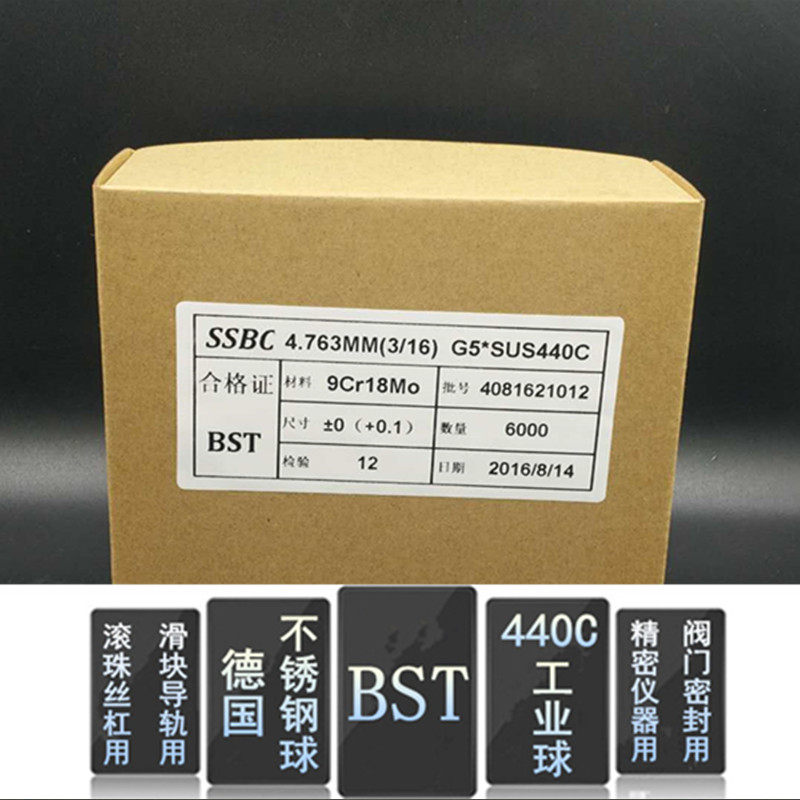 SSBC 4.763MM(3/16) G5*SUS440C
合格证
BST
材料 9Cr18Mo
批号 4081621012
尺寸 ±0（+0.1）
数量 6000
检验 12
日期 2016/8/14
滑块导轨用
滚珠丝杠用
不锈钢球
德国
BST
440C
工业球
阀门密封用
精密仪器用